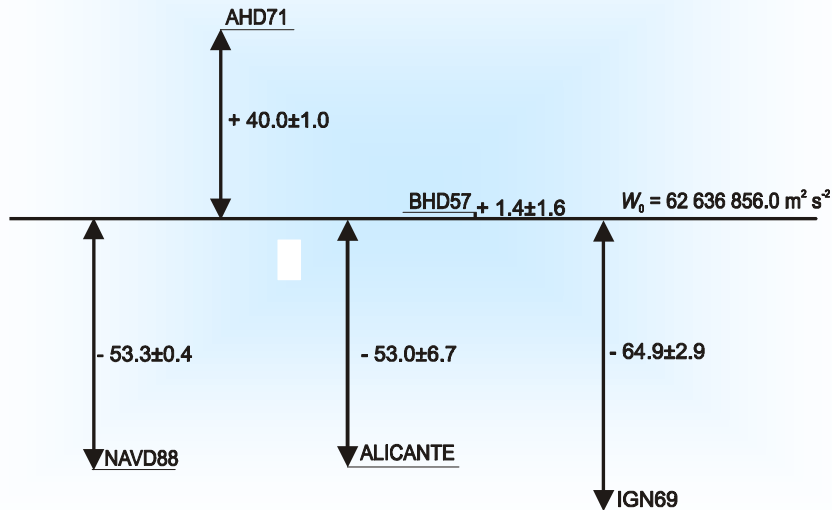 AHD71
+ 40.0±1.0
BHD57
+ 1.4±1.6
W₀ = 62 636 856.0 m² s⁻²
- 53.3±0.4
- 53.0±6.7
- 64.9±2.9
NAVD88
ALICANTE
IGN69